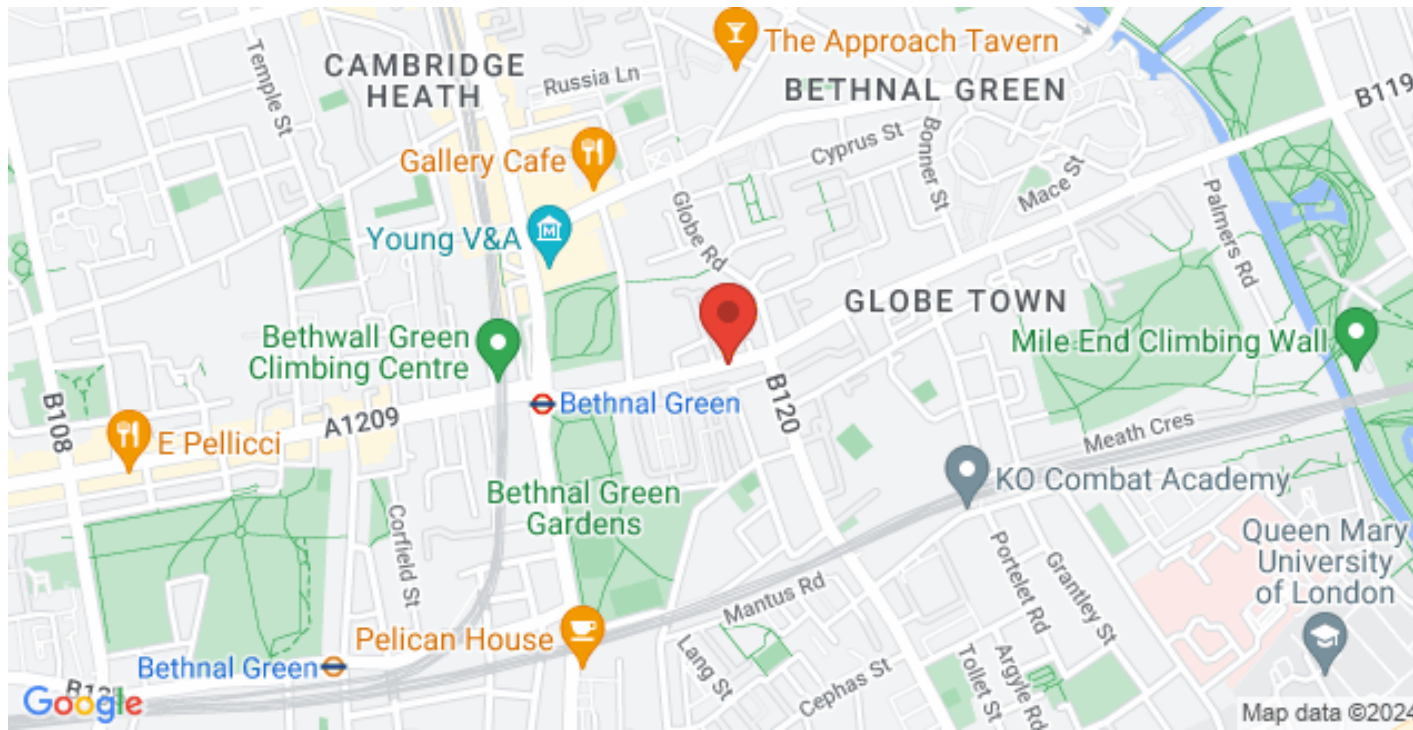 The Approach Tavern
CAMBRIDGE
HEATH
Temple St
Russia Ln
BETHNAL GREEN
B119
Gallery Cafe
Cyprus St
Bonner St
Mace St
Palmers Rd
Globe Rd
Young V&A
GLOBE TOWN
Bethwall Green
Climbing Centre
Mile End Climbing Wall
B108
A1209
Bethnal Green
B120
E Pellicci
Meath Cres
KO Combat Academy
Bethnal Green
Gardens
Corfield St
Queen Mary
University
of London
Portelet Rd
Grantley St
Mantus Rd
Pelican House
Lang St
Bethnal Green
Cephas St
Tollet St
Argyle Rd
Google
Map data ©2024